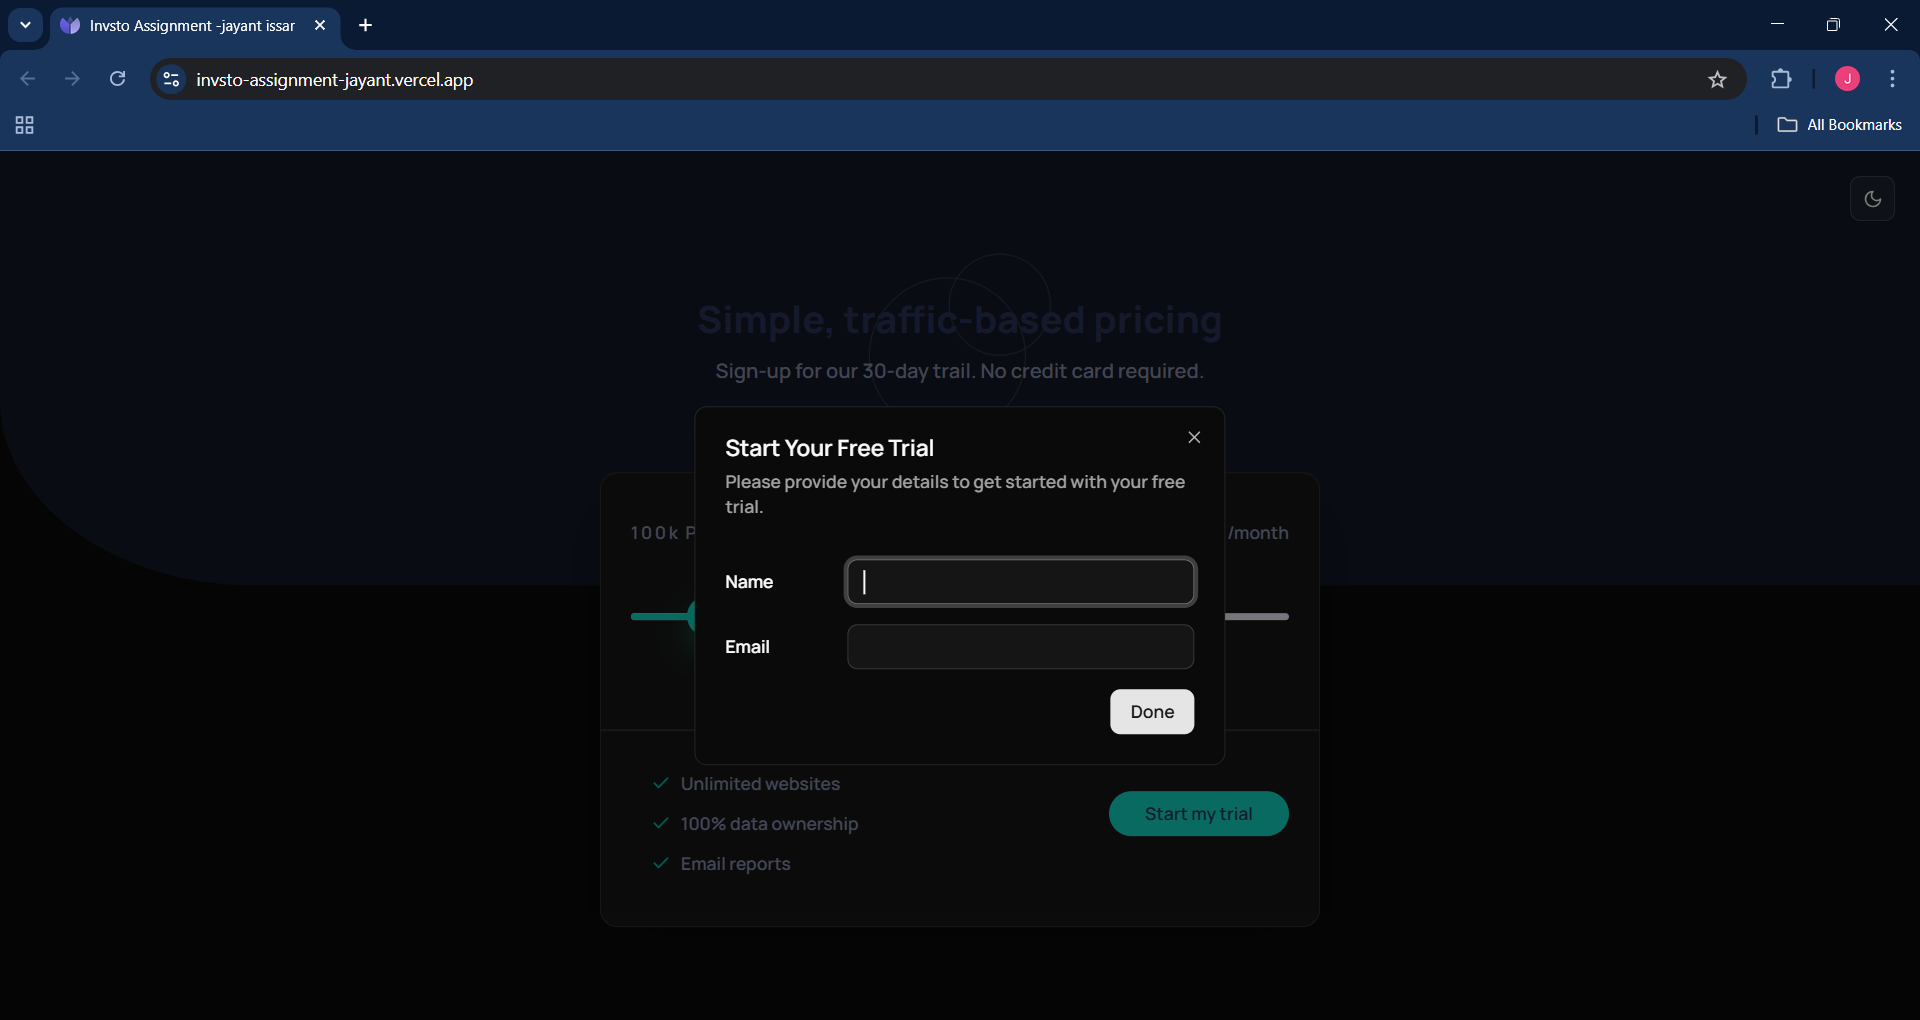 Invsto Assignment -jayant issar
invsto-assignment-jayant.vercel.app
J
All Bookmarks
Simple, traffic-based pricing
Sign-up for our 30-day trail. No credit card required.
Start Your Free Trial
Please provide your details to get started with your free
trial.
100k P
/month
Name
Email
Done
Unlimited websites
100% data ownership
Email reports
Start my trial